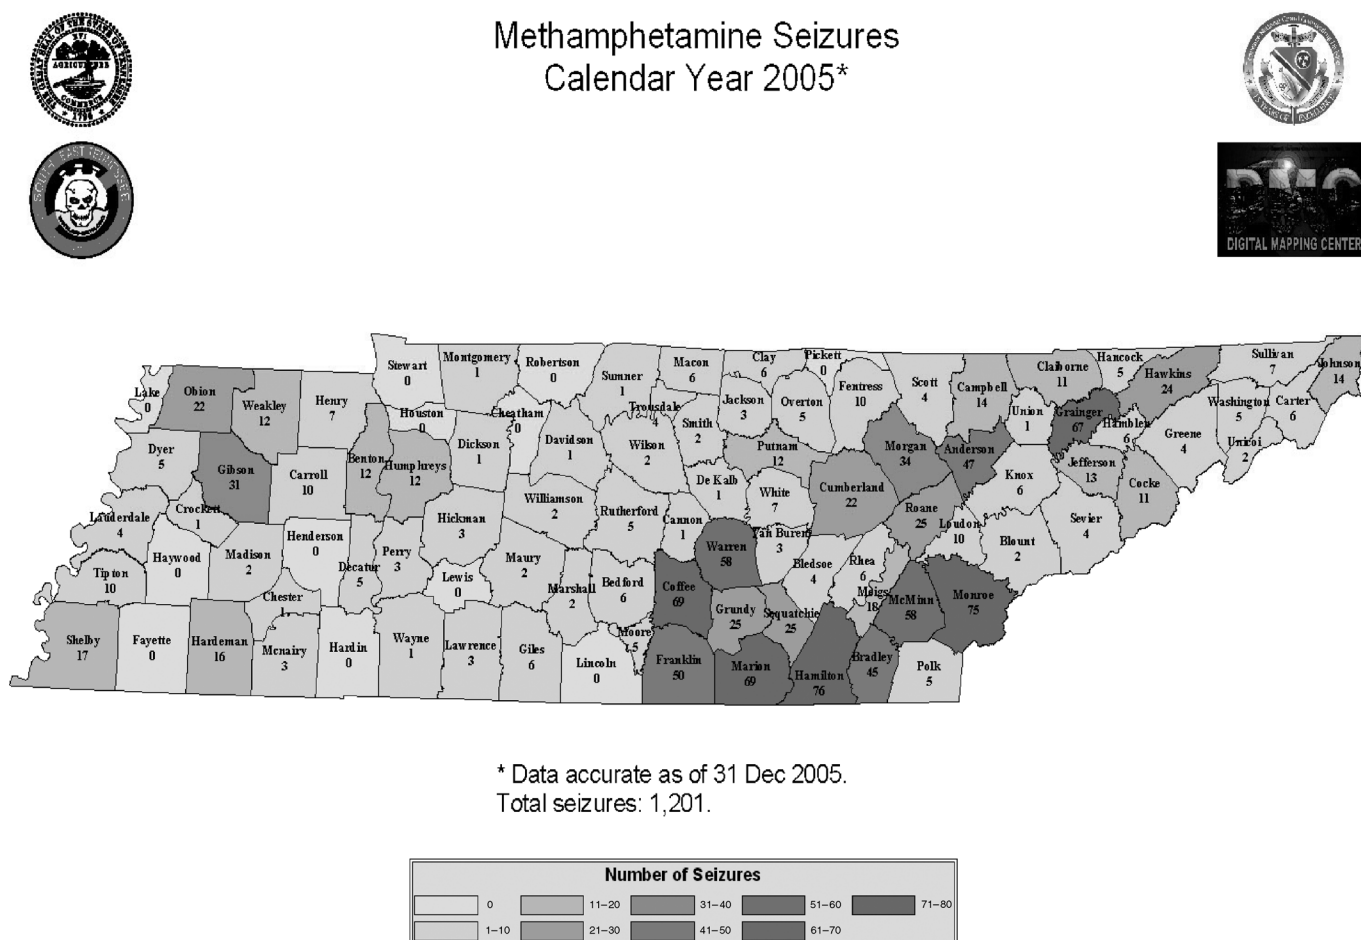 Methamphetamine Seizures
Calendar Year 2005*
AGRICULTURE
COMMERCE
1796
SOUTH EAST TENNESSEE
DMC
DIGITAL MAPPING CENTER
Lake
0
Obion
22
Weakley
12
Henry
7
Stewart
0
Montgomery
1
Robertson
0
Sumner
1
Macon
6
Clay
6
Pickett
0
Fentress
10
Scott
4
Campbell
14
Claiborne
11
Hancock
5
Hawkins
24
Sullivan
7
Johnson
14
Houston
0
Cheatham
0
Trousdale
4
Jackson
3
Overton
5
Union
1
Grainger
67
Hamblen
6
Washington
5
Carter
6
Dyer
5
Gibson
31
Carroll
10
Benton
12
Humphreys
12
Dickson
1
Davidson
1
Wilson
2
Smith
2
Putnam
12
Morgan
34
Anderson
47
Knox
6
Jefferson
13
Greene
4
Unicoi
2
Cocke
11
Lauderdale
4
Crockett
1
Haywood
0
Madison
2
Henderson
0
Decatur
5
Perry
3
Hickman
3
Williamson
2
Rutherford
5
Cannon
1
De Kalb
1
White
7
Cumberland
22
Roane
25
Loudon
10
Blount
2
Sevier
4
Tipton
10
Chester
1
Lewis
0
Maury
2
Marshall
2
Bedford
6
Coffee
69
Warren
58
Van Buren
3
Bledsoe
4
Rhea
6
Meigs
18
McMinn
58
Monroe
75
Shelby
17
Fayette
0
Hardeman
16
Mcnairy
3
Hardin
0
Wayne
1
Lawrence
3
Giles
6
Lincoln
0
Moore
5
Franklin
50
Grundy
25
Sequatchie
25
Marion
69
Hamilton
76
Bradley
45
Polk
5
* Data accurate as of 31 Dec 2005.
Total seizures: 1,201.
Number of Seizures
0 11–20 31–40 51–60 71–80
1–10 21–30 41–50 61–70